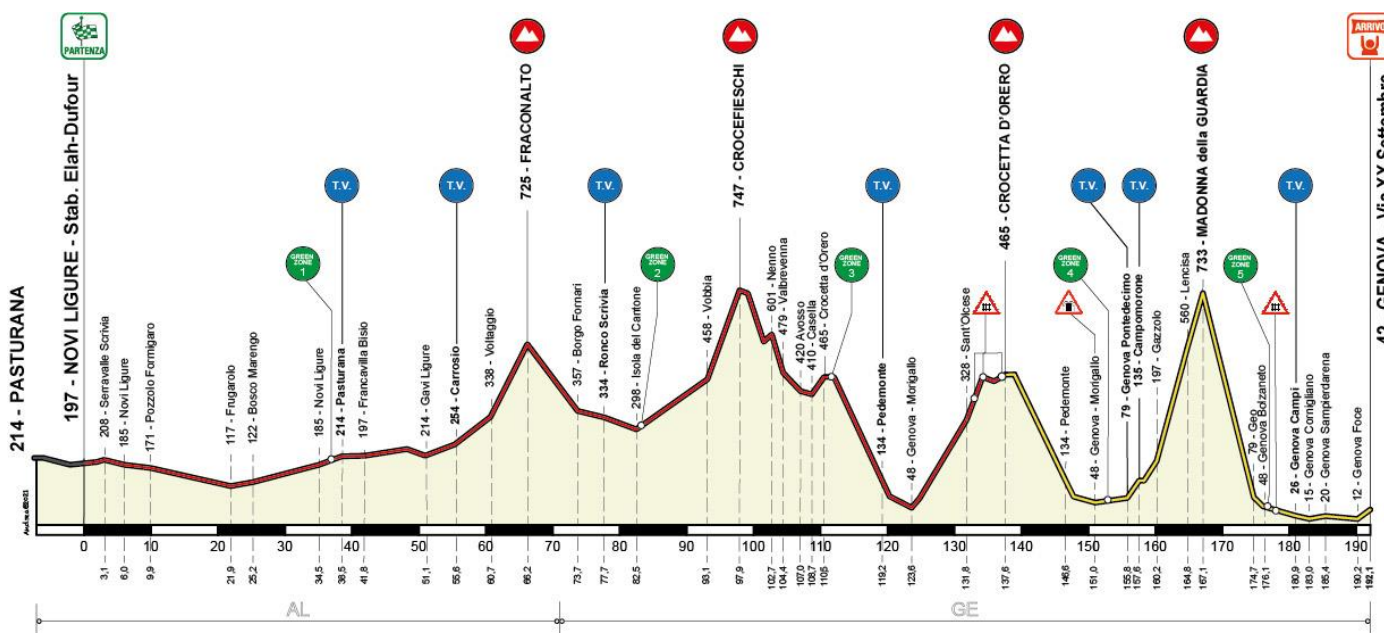 PARTENZA
ARRIVO
214 - PASTURANA
197 - NOVI LIGURE - Stab. Elah-Dufour
208 - Serravalle Scrivia
185 - Novi Ligure
171 - Pozzolo Formigaro
117 - Frugarolo
122 - Bosco Marengo
185 - Novi Ligure
GREEN ZONE 1
T.V.
214 - Pasturana
197 - Francavilla Bisio
214 - Gavi Ligure
T.V.
254 - Carrosio
338 - Voltaggio
725 - FRACONALTO
357 - Borgo Fornari
T.V.
334 - Ronco Scrivia
298 - Isola del Cantone
GREEN ZONE 2
458 - Vobbia
747 - CROCEFIESCHI
601 - Nenno
479 - Valbrevenna
420 Avosso
410 - Casella
465 - Crocetta d'Orero
GREEN ZONE 3
T.V.
134 - Pedemonte
48 - Genova - Morigallo
328 - Sant'Olcese
465 - CROCETTA D'ORERO
134 - Pedemonte
48 - Genova - Morigallo
GREEN ZONE 4
T.V.
79 - Genova Pontedecimo
T.V.
135 - Campomorone
197 - Gazzolo
560 - Lencisa
733 - MADONNA della GUARDIA
79 - Geo
48 - Genova Bolzaneto
GREEN ZONE 5
T.V.
26 - Genova Campi
15 - Genova Cornigliano
20 - Genova Sampierdarena
12 - Genova Foce
42 - GENOVA - Via XX Settembre
0 10 20 30 40 50 60 70 80 90 100 110 120 130 140 150 160 170 180 190
3,1 6,0 9,9 21,9 25,2 34,5 38,5 41,8 51,1 55,6 60,7 66,2 73,7 77,7 82,5 93,1 97,9 102,7 104,4 107,0 108,7 110,5 119,2 123,6 131,8 137,6 146,6 151,0 155,8 157,6 160,2 164,8 167,1 174,7 176,1 180,9 183,0 185,4 190,2 192,1
AL GE